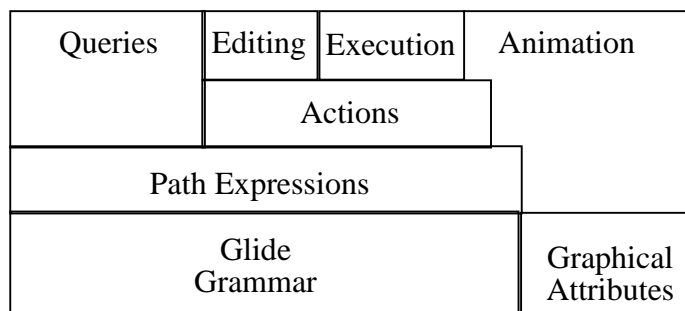 Queries Editing Execution Animation
Actions
Path Expressions
Glide
Grammar
Graphical
Attributes